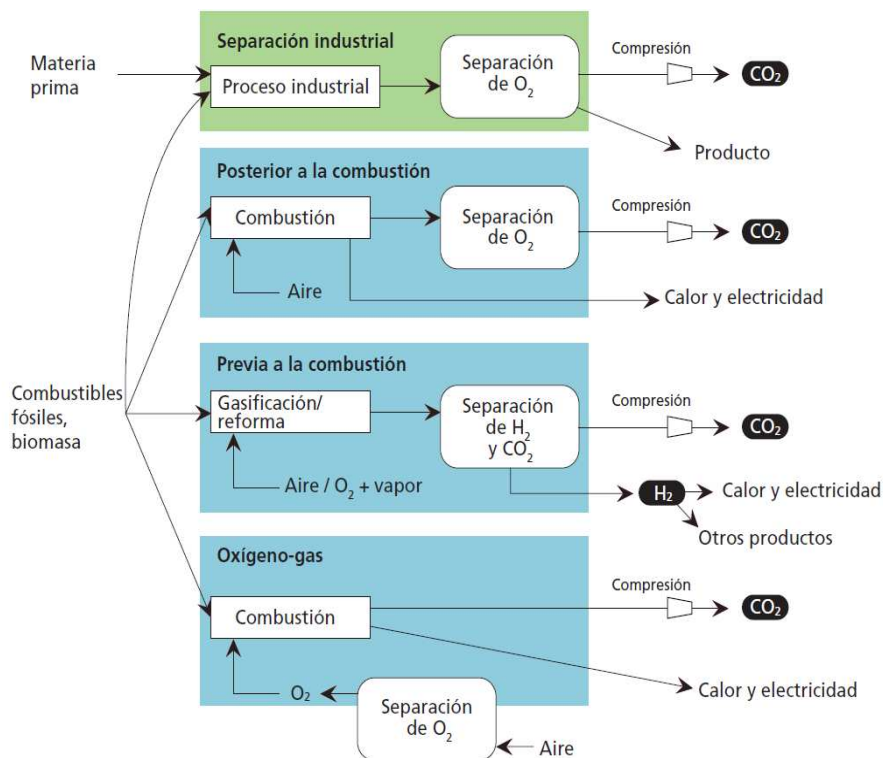 Separación industrial
Materia
prima
Proceso industrial
Separación
de O₂
Compresión
CO₂
Producto
Posterior a la combustión
Combustión
Separación
de O₂
Compresión
CO₂
Aire
Calor y electricidad
Previa a la combustión
Combustibles
fósiles,
biomasa
Gasificación/
reforma
Separación
de H₂
y CO₂
Compresión
CO₂
Aire / O₂ + vapor
H₂
Calor y electricidad
Otros productos
Oxígeno-gas
Combustión
Compresión
CO₂
O₂
Calor y electricidad
Separación
de O₂
Aire